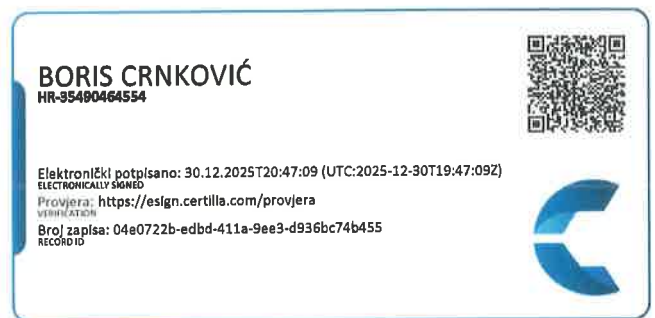 BORIS CRNKOVIĆ
HR-35490464554
Elektronički potpisano: 30.12.2025T20:47:09 (UTC:2025-12-30T19:47:09Z)
ELECTRONICALLY SIGNED
Provjera: https://esign.certilia.com/provjera
VERIFICATION
Broj zapisa: 04e0722b-edbd-411a-9ee3-d936bc74b455
RECORD ID